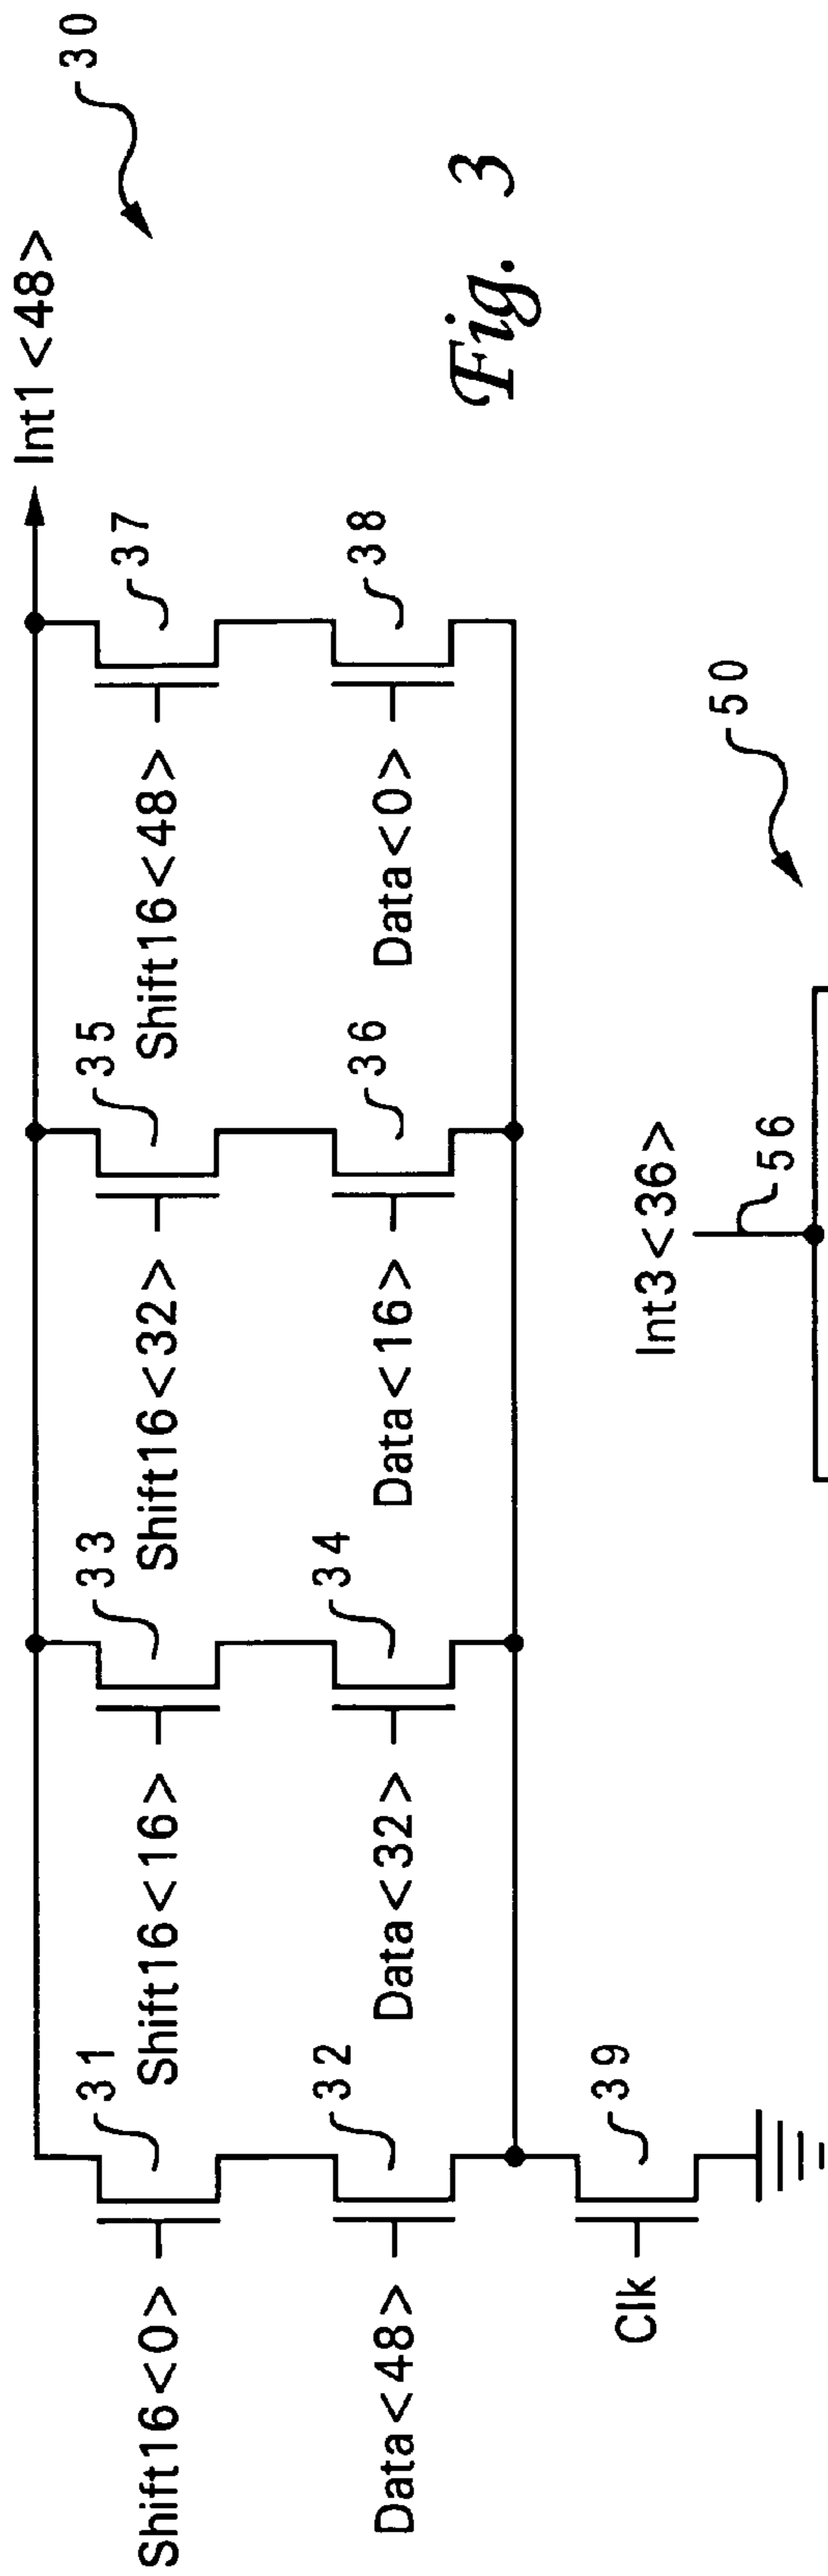 30
Int1<48>
Fig. 3
31
33
35
37
Shift16<0>
Shift16<16>
Shift16<32>
Shift16<48>
32
34
36
38
Data<48>
Data<32>
Data<16>
Data<0>
39
Clk
50
Int3<36>
56